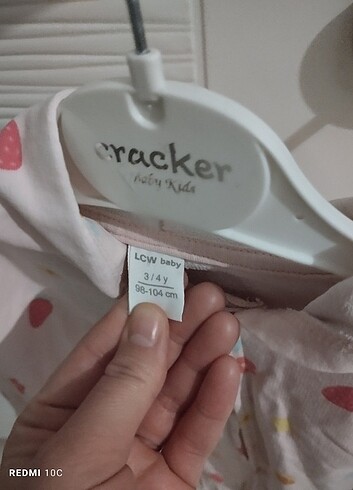 cracker
Baby Kids
LCW baby
3/4 y
98-104 cm
REDMI 10C